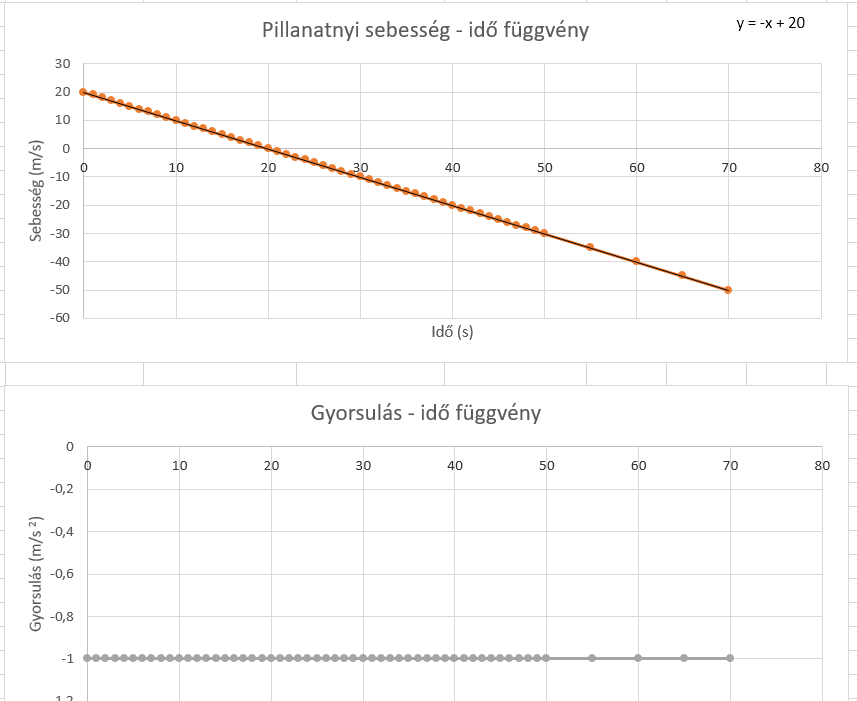 Pillanatnyi sebesség - idő függvény
y = -x + 20
30
20
10
0
-10
-20
-30
-40
-50
-60
0 10 20 30 40 50 60 70 80
Sebesség (m/s)
Idő (s)
Gyorsulás - idő függvény
0
-0,2
-0,4
-0,6
-0,8
-1
0 10 20 30 40 50 60 70 80
Gyorsulás (m/s ²)